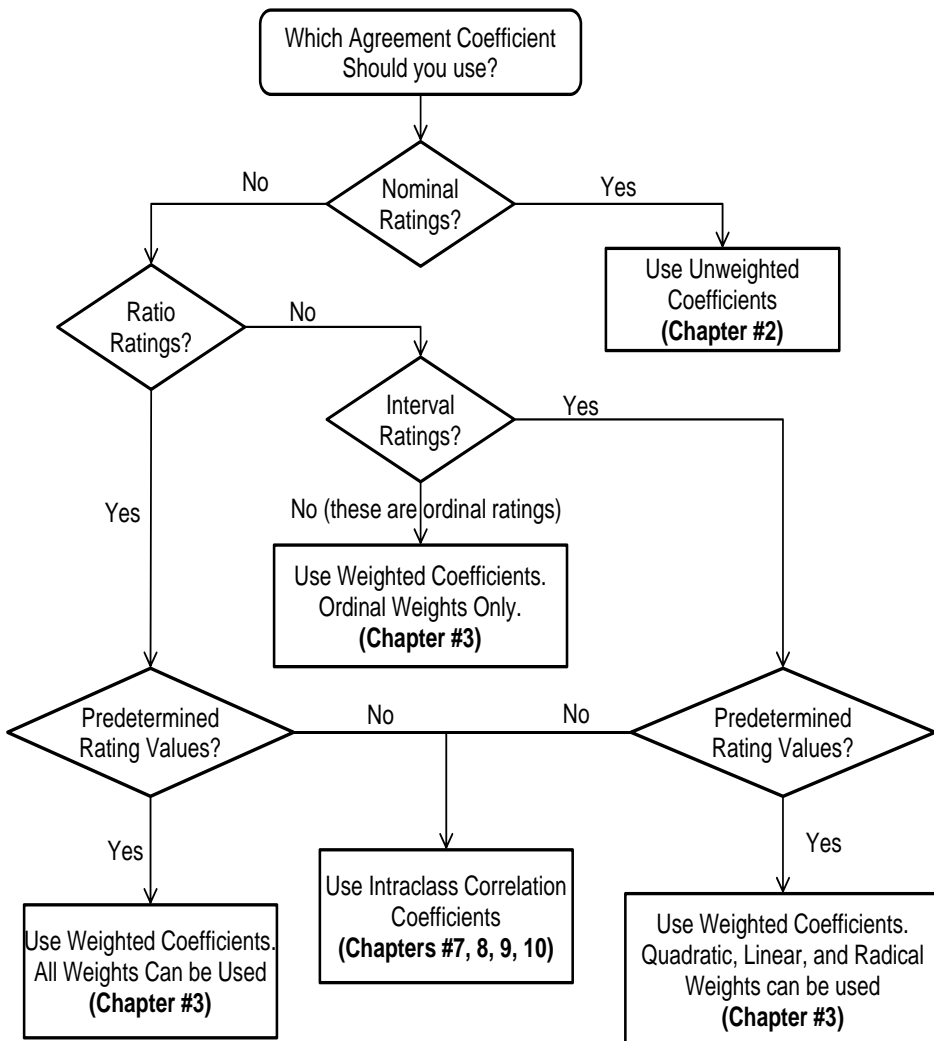 Which Agreement Coefficient
Should you use?
No
Nominal
Ratings?
Yes
Use Unweighted
Coefficients
(Chapter #2)
Ratio
Ratings?
No
Interval
Ratings?
Yes
Yes
No (these are ordinal ratings)
Use Weighted Coefficients.
Ordinal Weights Only.
(Chapter #3)
Predetermined
Rating Values?
No
No
Predetermined
Rating Values?
Yes
Use Weighted Coefficients.
All Weights Can be Used
(Chapter #3)
Use Intraclass Correlation
Coefficients
(Chapters #7, 8, 9, 10)
Yes
Use Weighted Coefficients.
Quadratic, Linear, and Radical
Weights can be used
(Chapter #3)